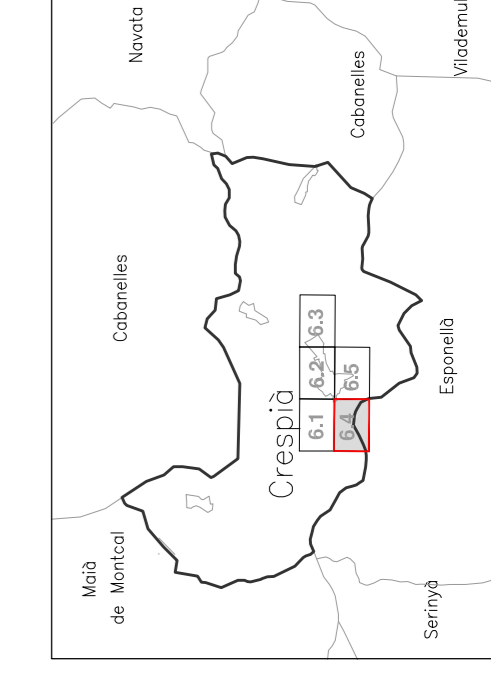 Navata
Cabanelles
Vilademul
Cabanelles
Crespià
6.1
6.2
6.3
6.4
6.5
Esponellà
Maià
de Montcal
Serinyà